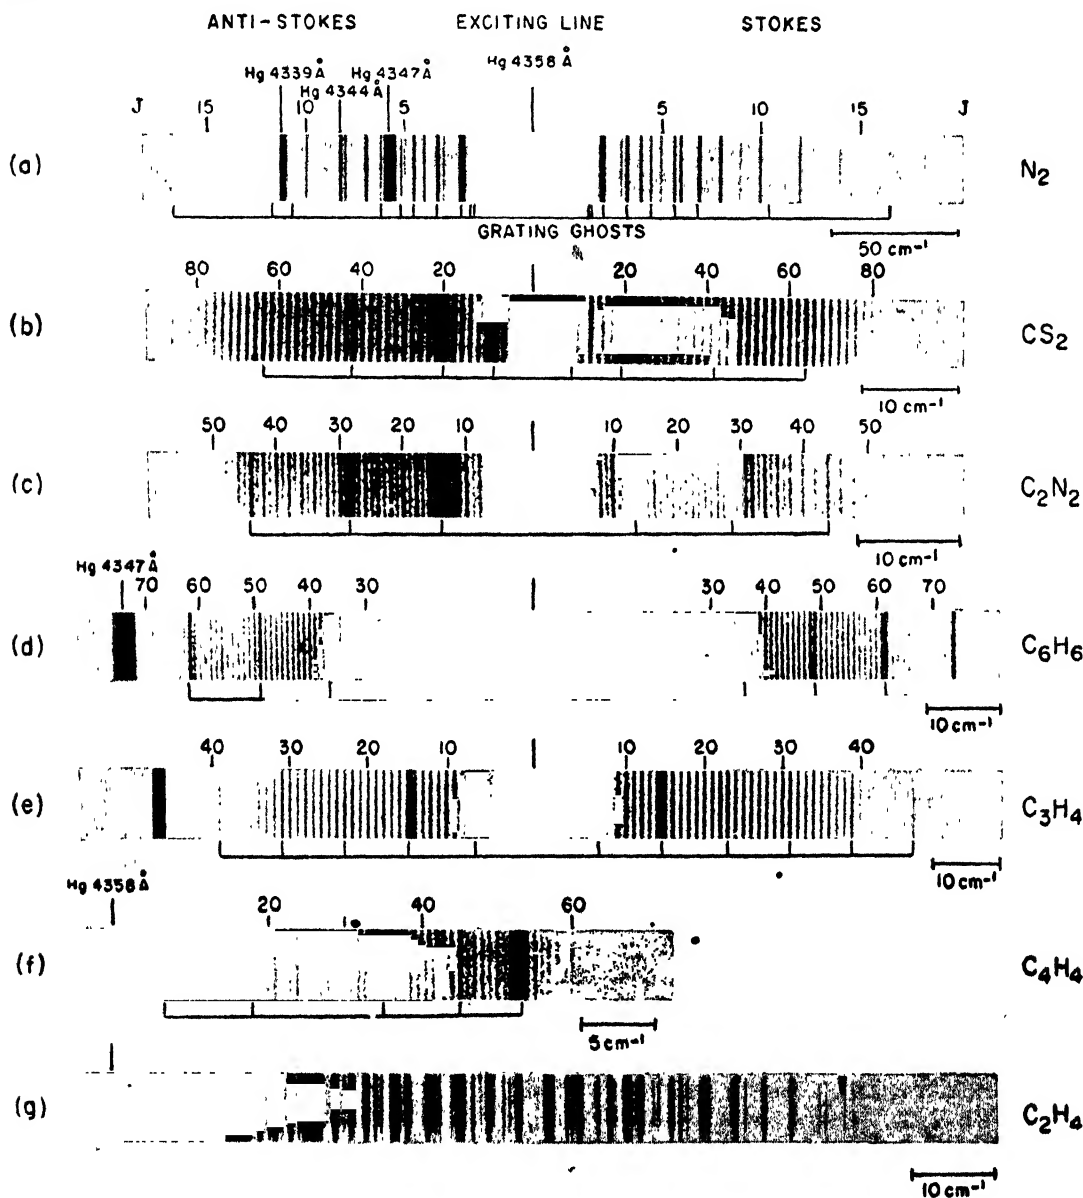 ANTI-STOKES EXCITING LINE STOKES
Hg 4358 Å
Hg 4339 Å Hg 4347 Å
Hg 4344 Å
J 15 10 5 5 10 15 J
(a) N2
GRATING GHOSTS
50 cm-1
80 60 40 20 20 40 60 80
(b) CS2
10 cm-1
50 40 30 20 10 10 20 30 40 50
(c) C2N2
10 cm-1
Hg 4347 Å
70 60 50 40 30 30 40 50 60 70
(d) C6H6
10 cm-1
40 30 20 10 10 20 30 40
(e) C3H4
10 cm-1
Hg 4358 Å
20 40 60
(f) C4H4
5 cm-1
(g) C2H4
10 cm-1